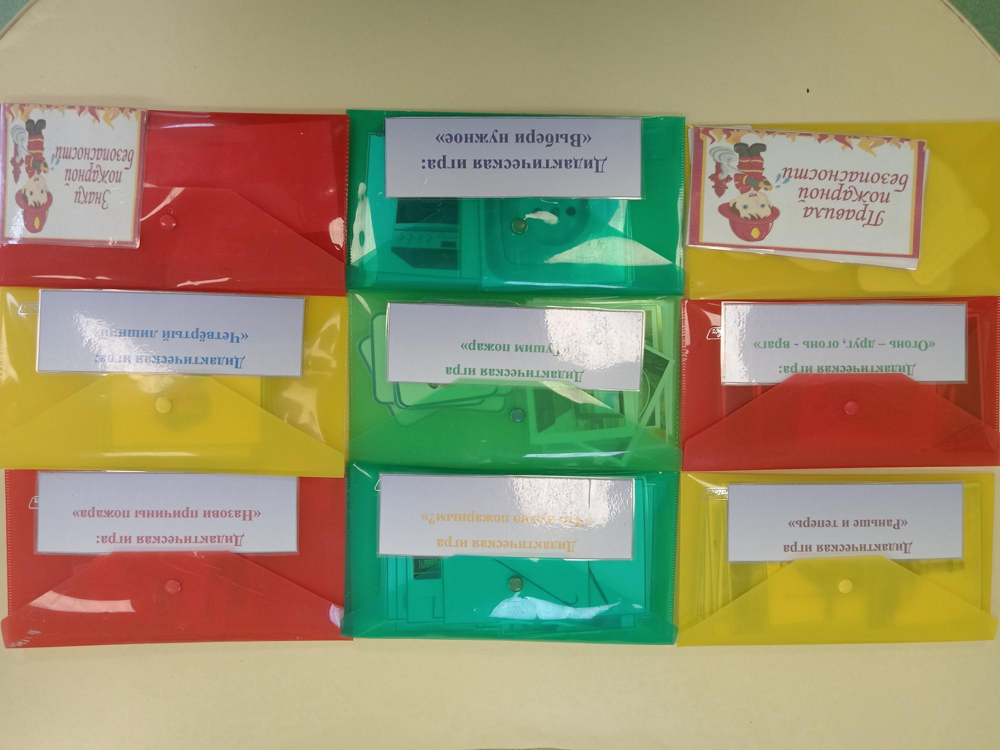 Дидактическая игра
«Раньше и теперь»
Дидактическая игра
«Что нужно пожарным?»
Дидактическая игра:
«Назови причины пожара»
Дидактическая игра:
«Огонь – друг, огонь - враг»
Дидактическая игра
«Тушим пожар»
Дидактическая игра:
«Четвёртый лишний»
Правила
пожарной
безопасности
Дидактическая игра:
«Выбери нужное»
Знаки
пожарной
безопасности